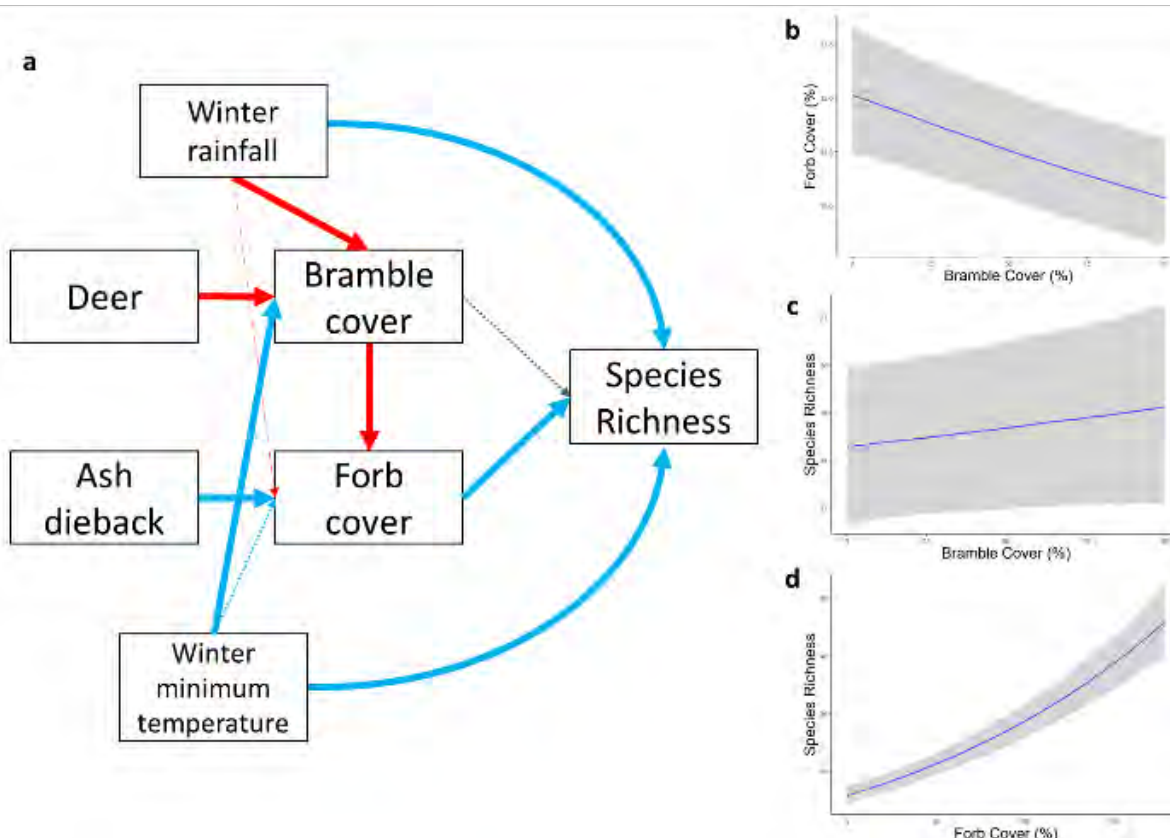 a
Winter
rainfall
Deer
Bramble
cover
Species
Richness
Ash
dieback
Forb
cover
Winter
minimum
temperature
b
Forb Cover (%)
Bramble Cover (%)
c
Species Richness
Bramble Cover (%)
d
Species Richness
Forb Cover (%)